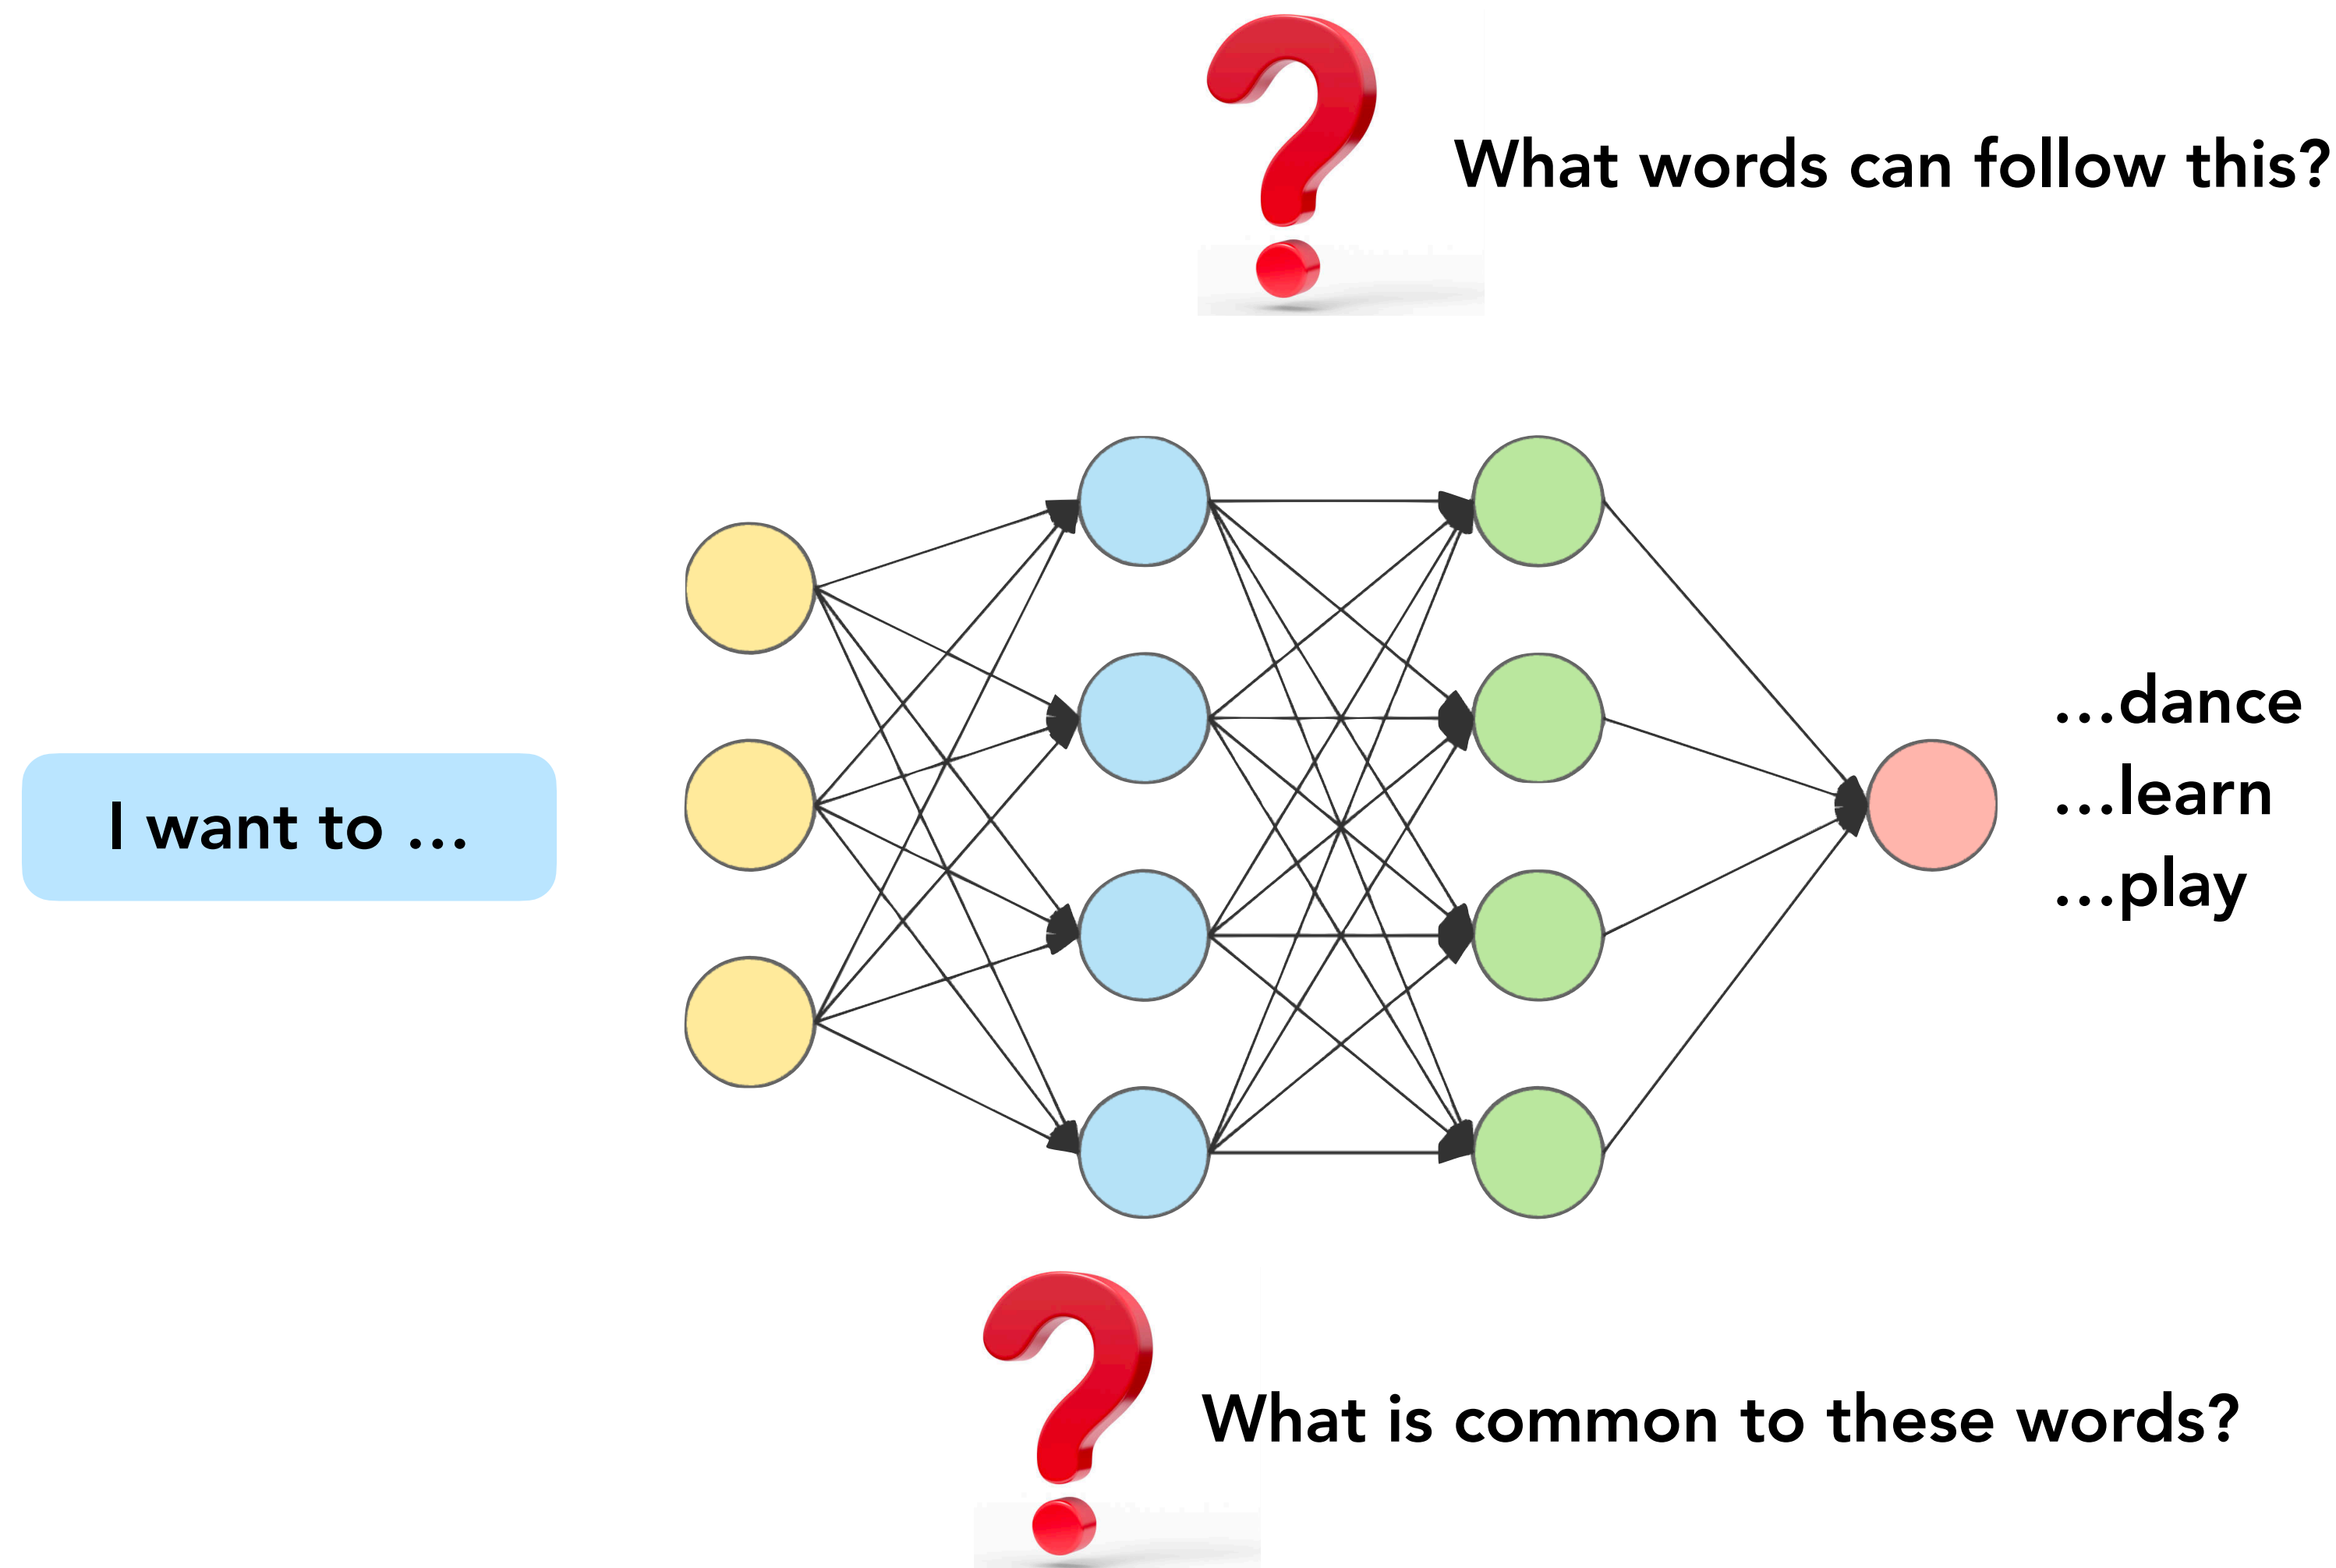 What words can follow this?
I want to ...
...dance
...learn
...play
What is common to these words?